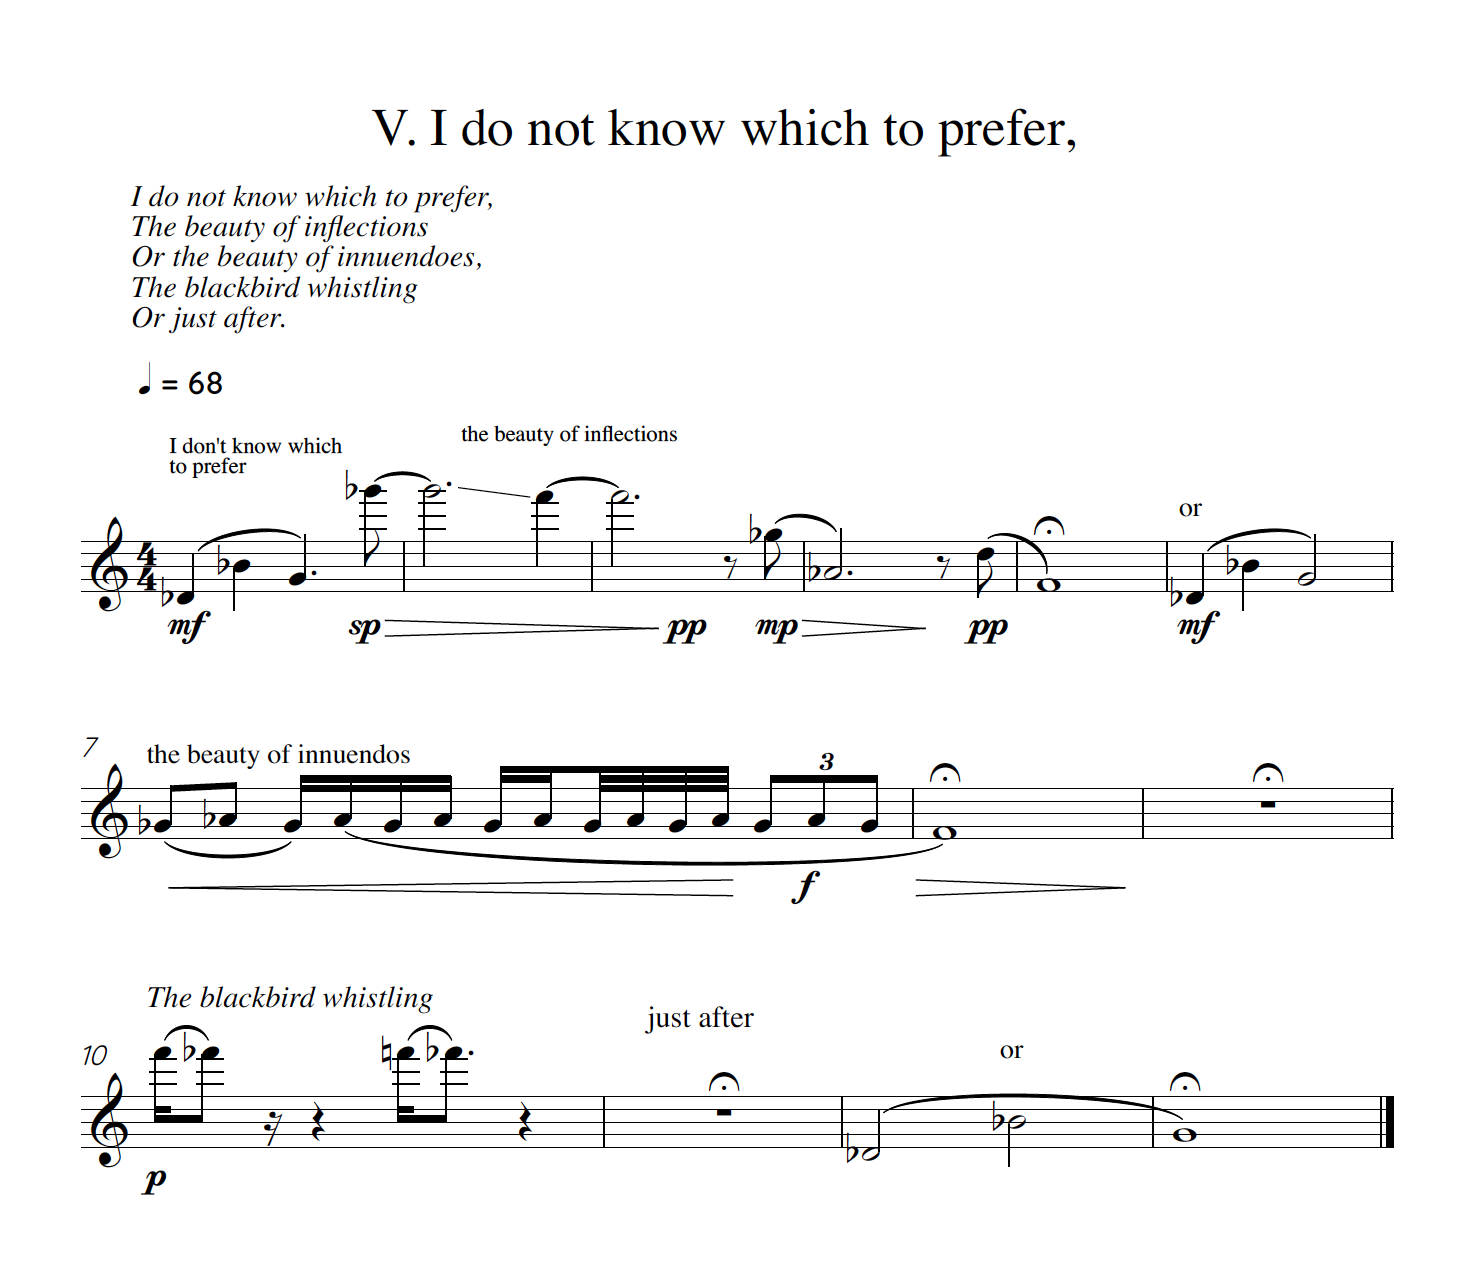 V. I do not know which to prefer,
I do not know which to prefer,
The beauty of inflections
Or the beauty of innuendoes,
The blackbird whistling
Or just after.
= 68
I don't know which
to prefer
the beauty of inflections
or
4
4
mf
sp
pp
mp
pp
mf
7
the beauty of innuendos
3
f
The blackbird whistling
just after
or
10
p